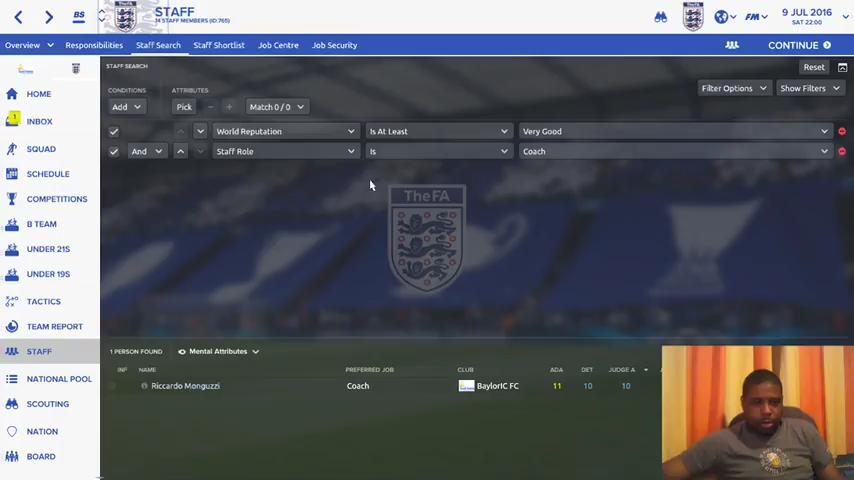 BS
STAFF
14 STAFF MEMBERS (ID:765)
FM
9 JUL 2016
SAT 22:00
Overview
Responsibilities
Staff Search
Staff Shortlist
Job Centre
Job Security
CONTINUE
STAFF SEARCH
Reset
CONDITIONS
ATTRIBUTES
Add
Pick
Match 0 / 0
Filter Options
Show Filters
World Reputation
Is At Least
Very Good
And
Staff Role
Is
Coach
TheFA
1
HOME
INBOX
SQUAD
SCHEDULE
COMPETITIONS
B TEAM
UNDER 21S
UNDER 19S
TACTICS
TEAM REPORT
STAFF
NATIONAL POOL
SCOUTING
NATION
BOARD
1 PERSON FOUND
Mental Attributes
INF NAME PREFERRED JOB CLUB ADA DET JUDGE A
Riccardo Monguzzi Coach BaylorIC FC 11 10 10